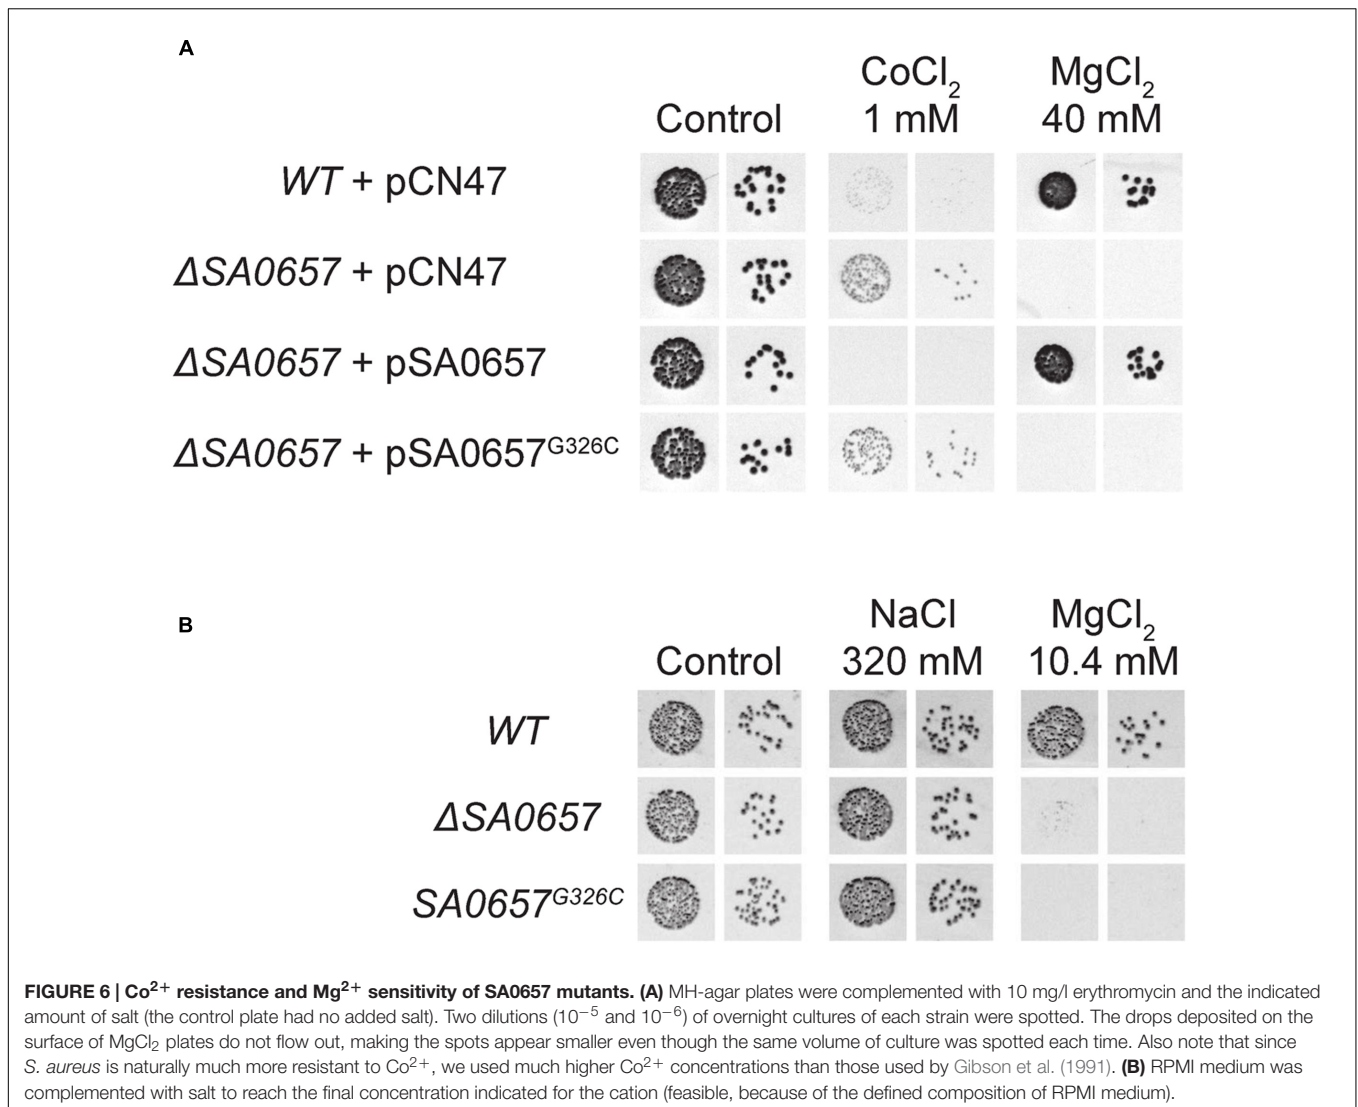 A
CoCl₂ MgCl₂
Control 1 mM 40 mM
WT + pCN47
ΔSA0657 + pCN47
ΔSA0657 + pSA0657
ΔSA0657 + pSA0657^G326C
B
NaCl MgCl₂
Control 320 mM 10.4 mM
WT
ΔSA0657
SA0657^G326C
FIGURE 6 | Co²⁺ resistance and Mg²⁺ sensitivity of SA0657 mutants. (A) MH-agar plates were complemented with 10 mg/l erythromycin and the indicated
amount of salt (the control plate had no added salt). Two dilutions (10⁻⁵ and 10⁻⁶) of overnight cultures of each strain were spotted. The drops deposited on the
surface of MgCl₂ plates do not flow out, making the spots appear smaller even though the same volume of culture was spotted each time. Also note that since
S. aureus is naturally much more resistant to Co²⁺, we used much higher Co²⁺ concentrations than those used by Gibson et al. (1991). (B) RPMI medium was
complemented with salt to reach the final concentration indicated for the cation (feasible, because of the defined composition of RPMI medium).